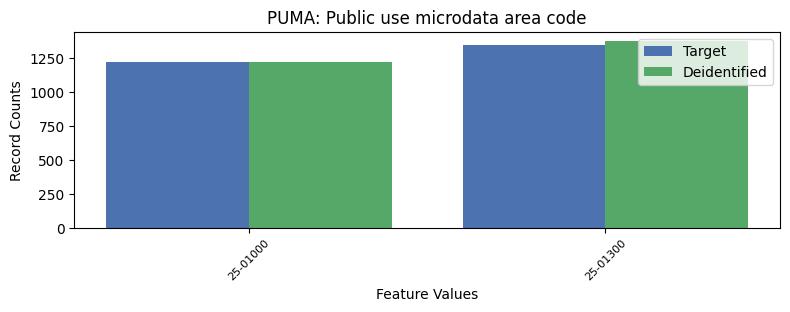 PUMA: Public use microdata area code
Target
Deidentified
Record Counts
1250
1000
750
500
250
0
25-01000
25-01300
Feature Values